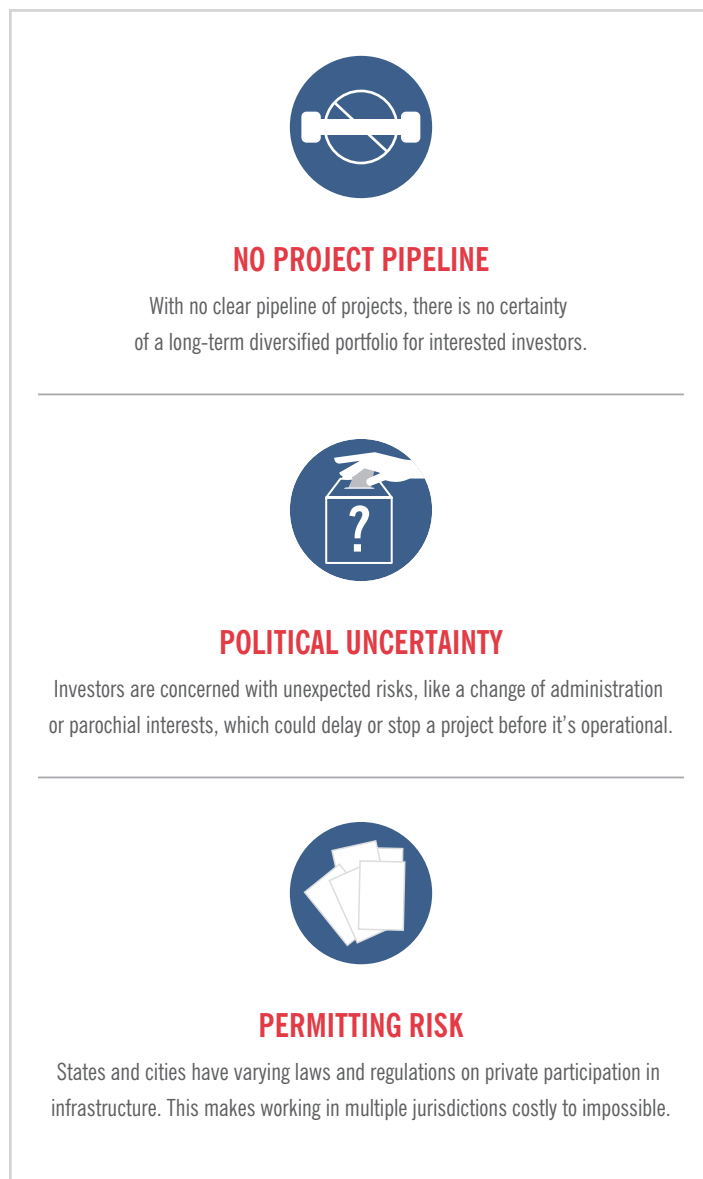 NO PROJECT PIPELINE
With no clear pipeline of projects, there is no certainty
of a long-term diversified portfolio for interested investors.
?
POLITICAL UNCERTAINTY
Investors are concerned with unexpected risks, like a change of administration
or parochial interests, which could delay or stop a project before it’s operational.
PERMITTING RISK
States and cities have varying laws and regulations on private participation in
infrastructure. This makes working in multiple jurisdictions costly to impossible.